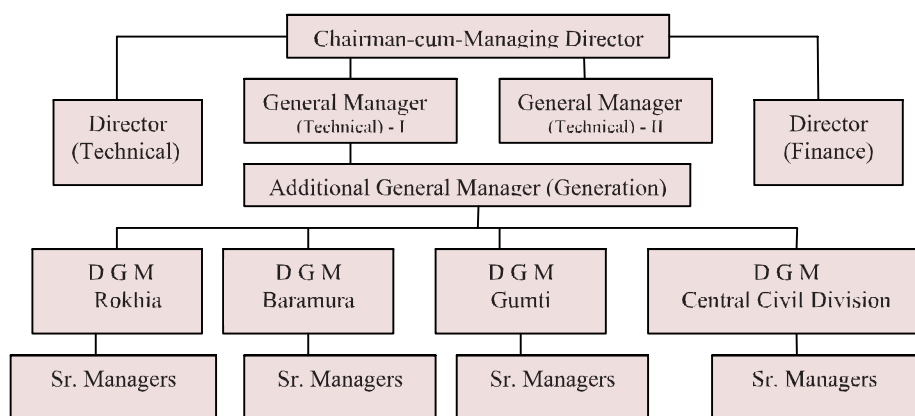 Chairman-cum-Managing Director
General Manager
(Technical) - I
General Manager
(Technical) - II
Director
(Technical)
Director
(Finance)
Additional General Manager (Generation)
D G M
Rokhia
D G M
Baramura
D G M
Gumti
D G M
Central Civil Division
Sr. Managers
Sr. Managers
Sr. Managers
Sr. Managers